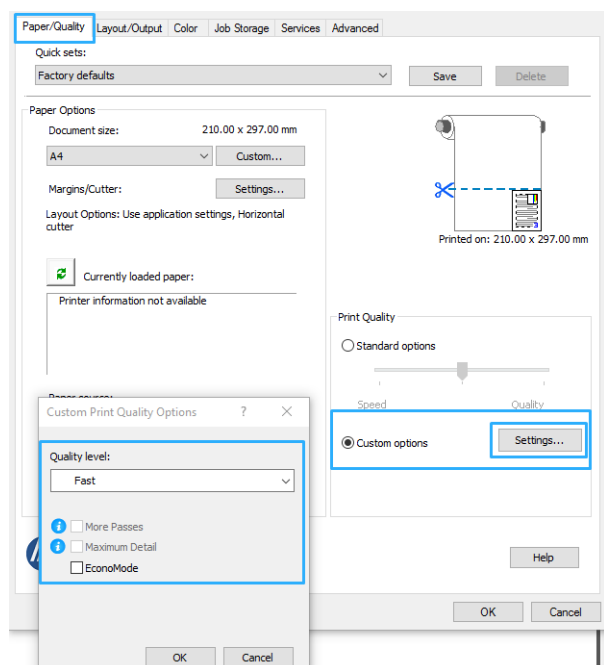 Paper/Quality Layout/Output Color Job Storage Services Advanced
Quick sets:
Factory defaults
Save
Delete
Paper Options
Document size: 210.00 x 297.00 mm
A4
Custom...
Margins/Cutter:
Settings...
Layout Options: Use application settings, Horizontal
cutter
Printed on: 210.00 x 297.00 mm
Currently loaded paper:
Printer information not available
Print Quality
Standard options
Speed
Quality
Custom options
Settings...
Paper source:
Custom Print Quality Options ? ×
Quality level:
Fast
More Passes
Maximum Detail
EconoMode
OK
Cancel
Help
OK
Cancel